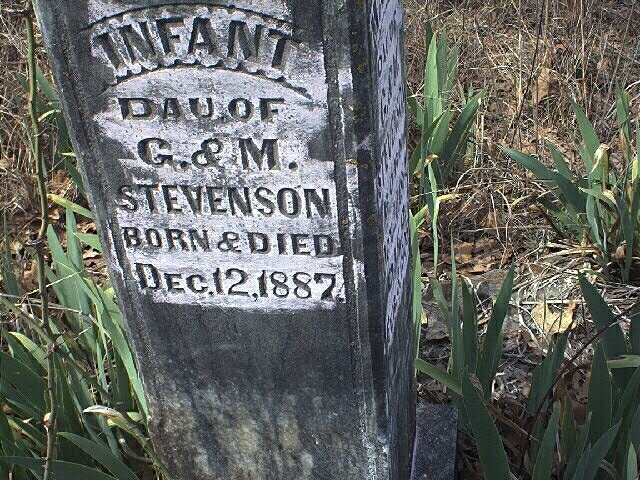 INFANT
DAU. OF
G. & M.
STEVENSON
BORN & DIED
DEC. 12, 1887.